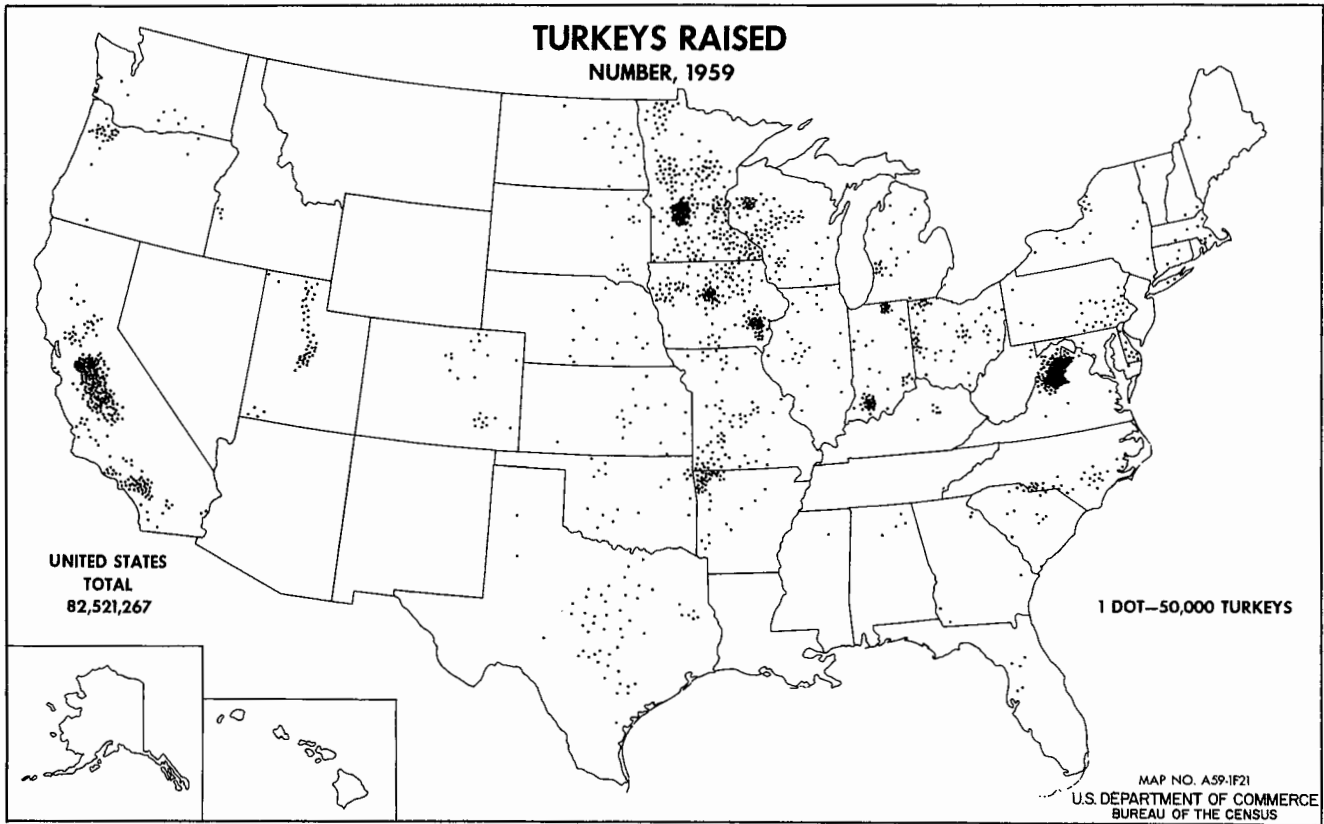 TURKEYS RAISED
NUMBER, 1959
UNITED STATES
TOTAL
82,521,267
1 DOT—50,000 TURKEYS
MAP NO. A59-1F21
U.S. DEPARTMENT OF COMMERCE
BUREAU OF THE CENSUS